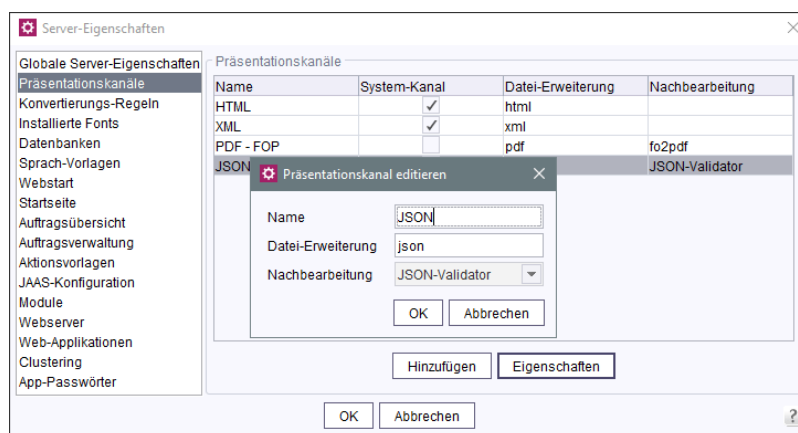 Server-Eigenschaften
Globale Server-Eigenschaften
Präsentationskanäle
Konvertierungs-Regeln
Installierte Fonts
Datenbanken
Sprach-Vorlagen
Webstart
Startseite
Auftragsübersicht
Auftragsverwaltung
Aktionsvorlagen
JAAS-Konfiguration
Module
Webserver
Web-Applikationen
Clustering
App-Passwörter
Präsentationskanäle
Name System-Kanal Datei-Erweiterung Nachbearbeitung
HTML html
XML xml
PDF - FOP pdf fo2pdf
JSON JSON-Validator
Präsentationskanal editieren
Name JSON
Datei-Erweiterung json
Nachbearbeitung JSON-Validator
OK Abbrechen
Hinzufügen Eigenschaften
OK Abbrechen
?